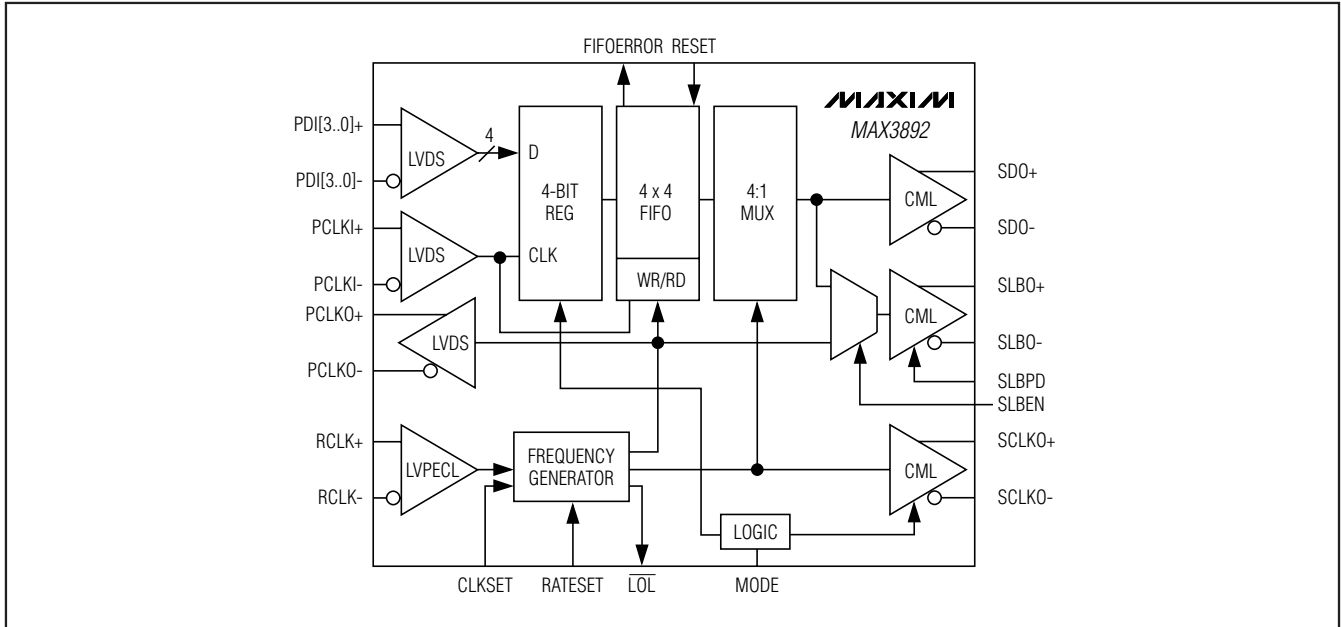 FIFOERROR RESET
MAXIM
MAX3892
PDI[3..0]+
PDI[3..0]-
LVDS
4
D
4-BIT
REG
CLK
4 x 4
FIFO
WR/RD
4:1
MUX
CML
SDO+
SDO-
PCLKI+
PCLKI-
LVDS
PCLKO+
PCLKO-
LVDS
CML
SLBO+
SLBO-
SLBPD
SLBEN
RCLK+
RCLK-
LVPECL
FREQUENCY
GENERATOR
LOGIC
CML
SCLKO+
SCLKO-
CLKSET
RATESET
LOL
MODE